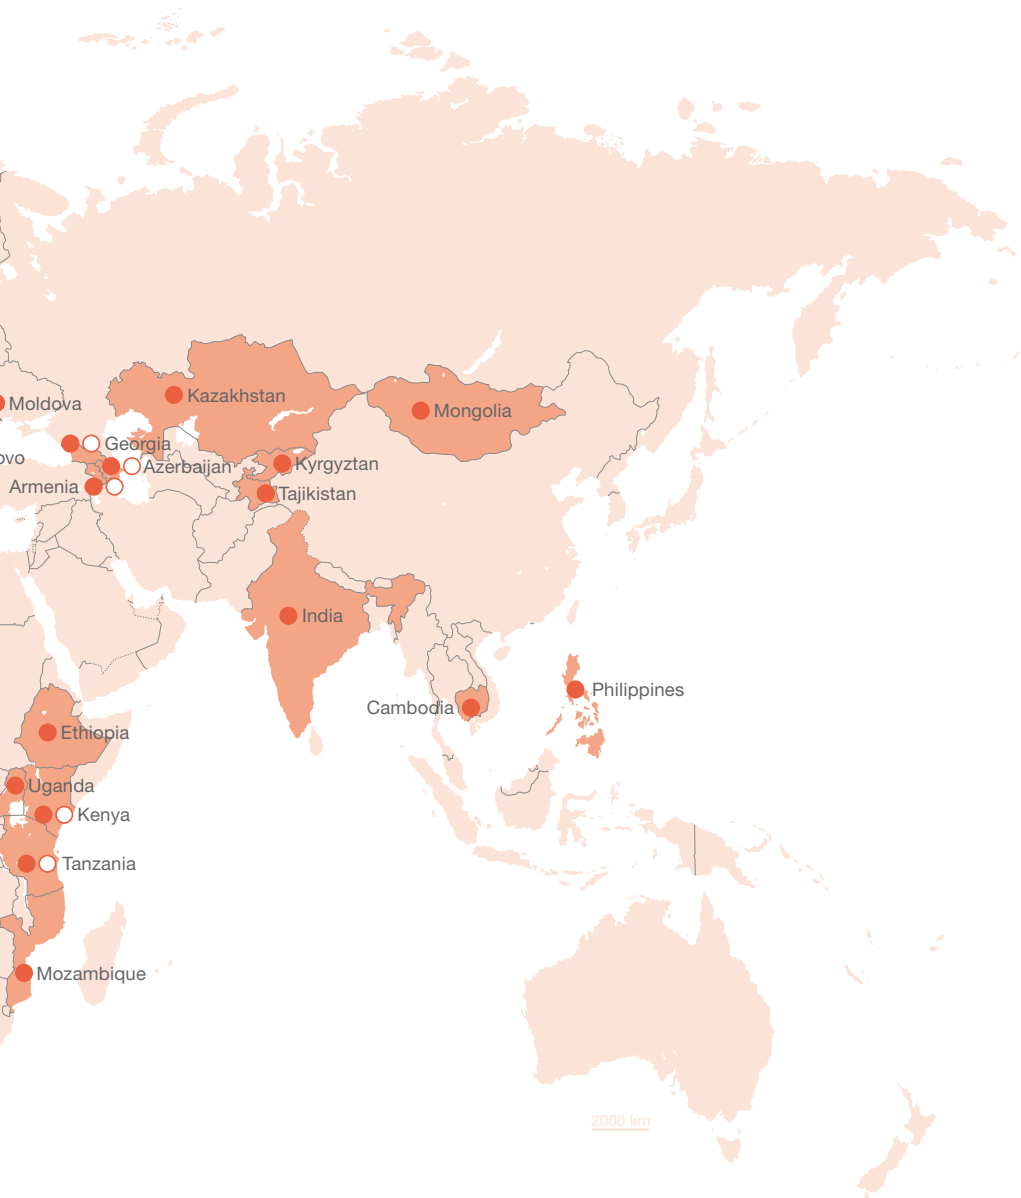 Kazakhstan
Moldova
Mongolia
Georgia
ovo
Azerbaijan
Kyrgyztan
Armenia
Tajikistan
India
Philippines
Cambodia
Ethiopia
Uganda
Kenya
Tanzania
Mozambique
2000 km